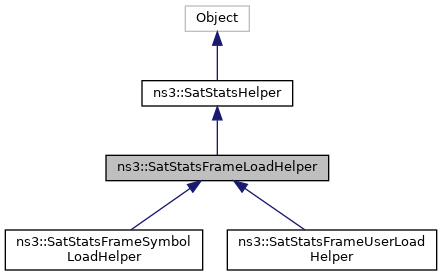 Object
ns3::SatStatsHelper
ns3::SatStatsFrameLoadHelper
ns3::SatStatsFrameSymbol
LoadHelper
ns3::SatStatsFrameUserLoad
Helper